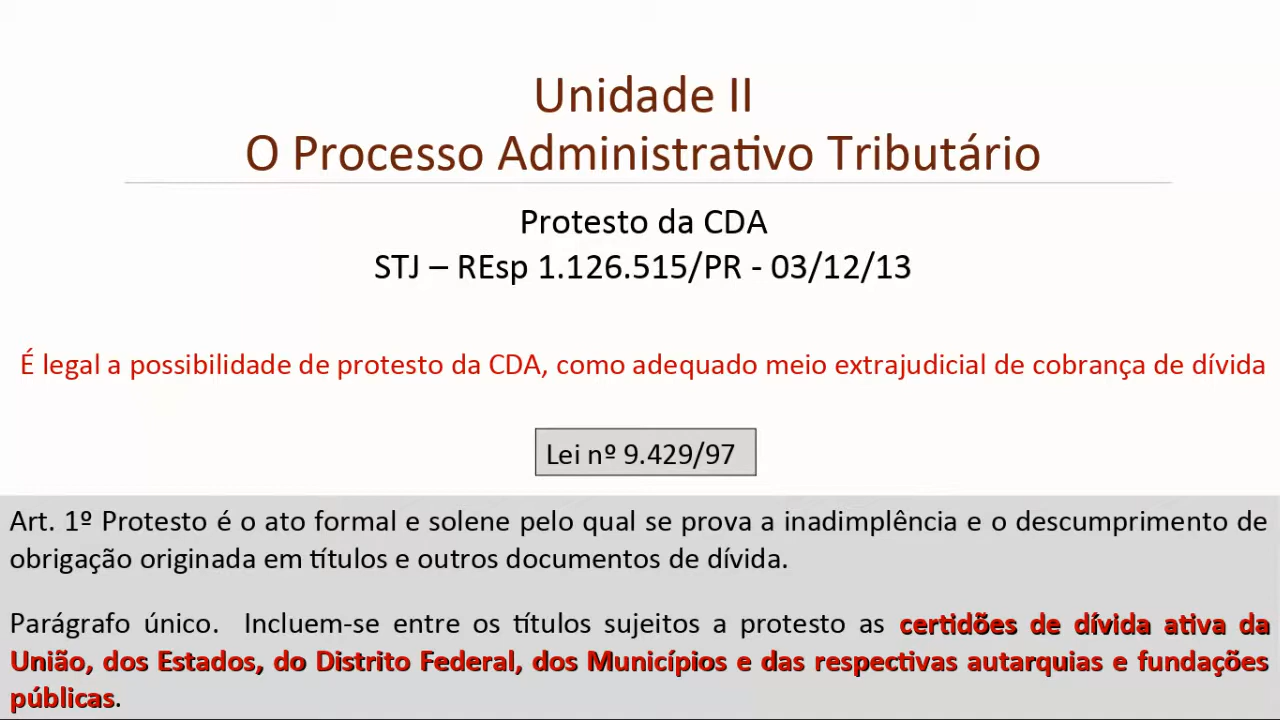 Unidade II
O Processo Administrativo Tributário
Protesto da CDA
STJ – REsp 1.126.515/PR - 03/12/13
É legal a possibilidade de protesto da CDA, como adequado meio extrajudicial de cobrança de dívida
Lei nº 9.429/97
Art. 1º Protesto é o ato formal e solene pelo qual se prova a inadimplência e o descumprimento de
obrigação originada em títulos e outros documentos de dívida.
Parágrafo único. Incluem-se entre os títulos sujeitos a protesto as certidões de dívida ativa da
União, dos Estados, do Distrito Federal, dos Municípios e das respectivas autarquias e fundações
públicas.